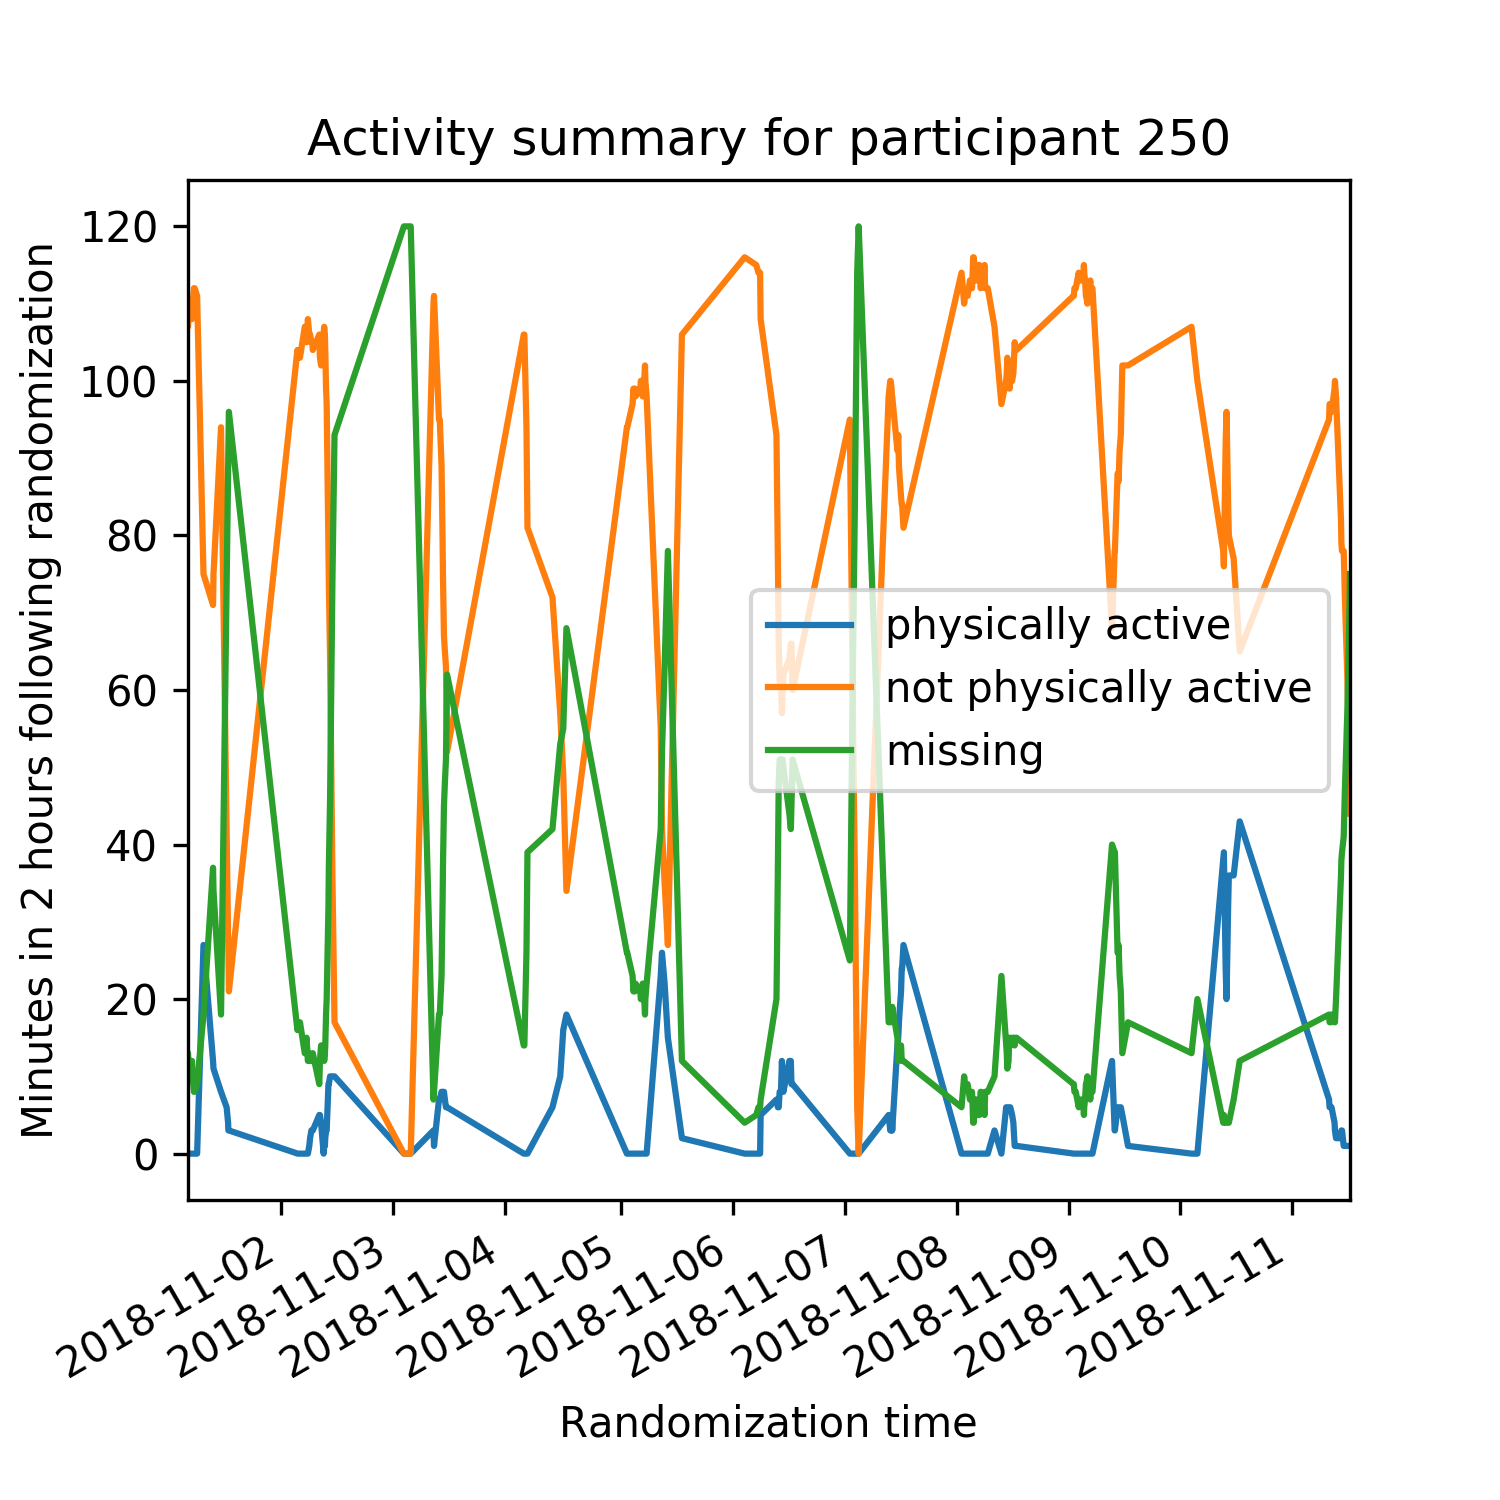 Activity summary for participant 250
Minutes in 2 hours following randomization
120
100
80
60
40
20
0
physically active
not physically active
missing
2018-11-02
2018-11-03
2018-11-04
2018-11-05
2018-11-06
2018-11-07
2018-11-08
2018-11-09
2018-11-10
2018-11-11
Randomization time